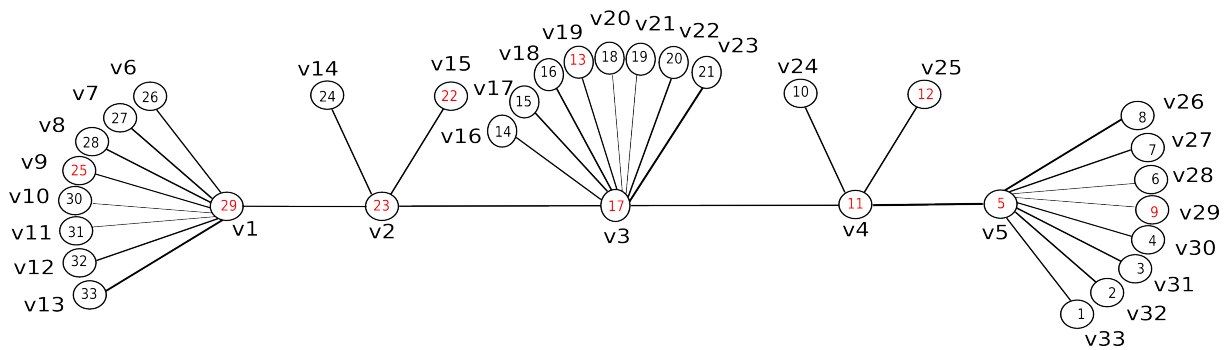 v6 26
v7 27
v8 28
v9 25
v10 30
v11 31
v12 32
v13 33
29 v1
v14 24
v15 22
23 v2
v16 14
v17 15
v18 16
v19 13
v20 18
v21 19
v22 20
v23 21
17 v3
v24 10
v25 12
11 v4
5 v5
8 v26
7 v27
6 v28
9 v29
4 v30
3 v31
2 v32
1 v33